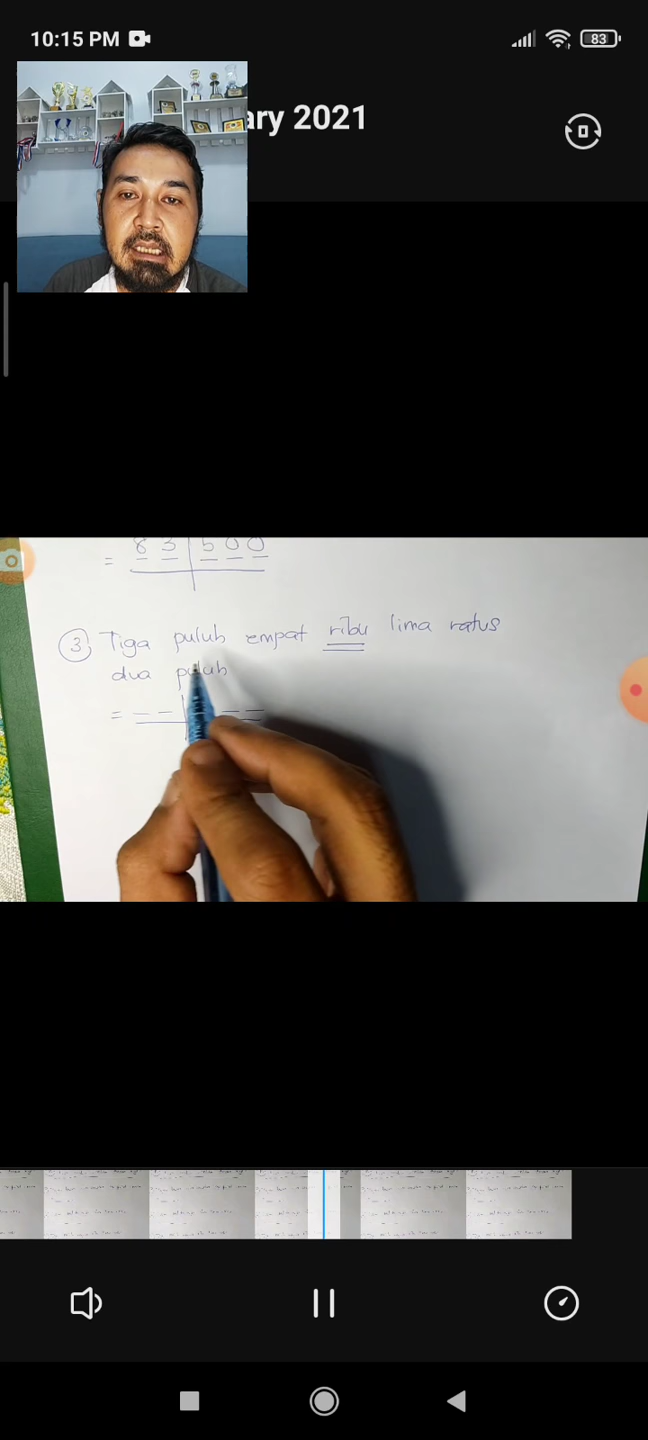 10:15 PM
83
ary 2021
= 8 3 | 5 0 0
③ Tiga puluh empat ribu lima ratus
dua puluh
=